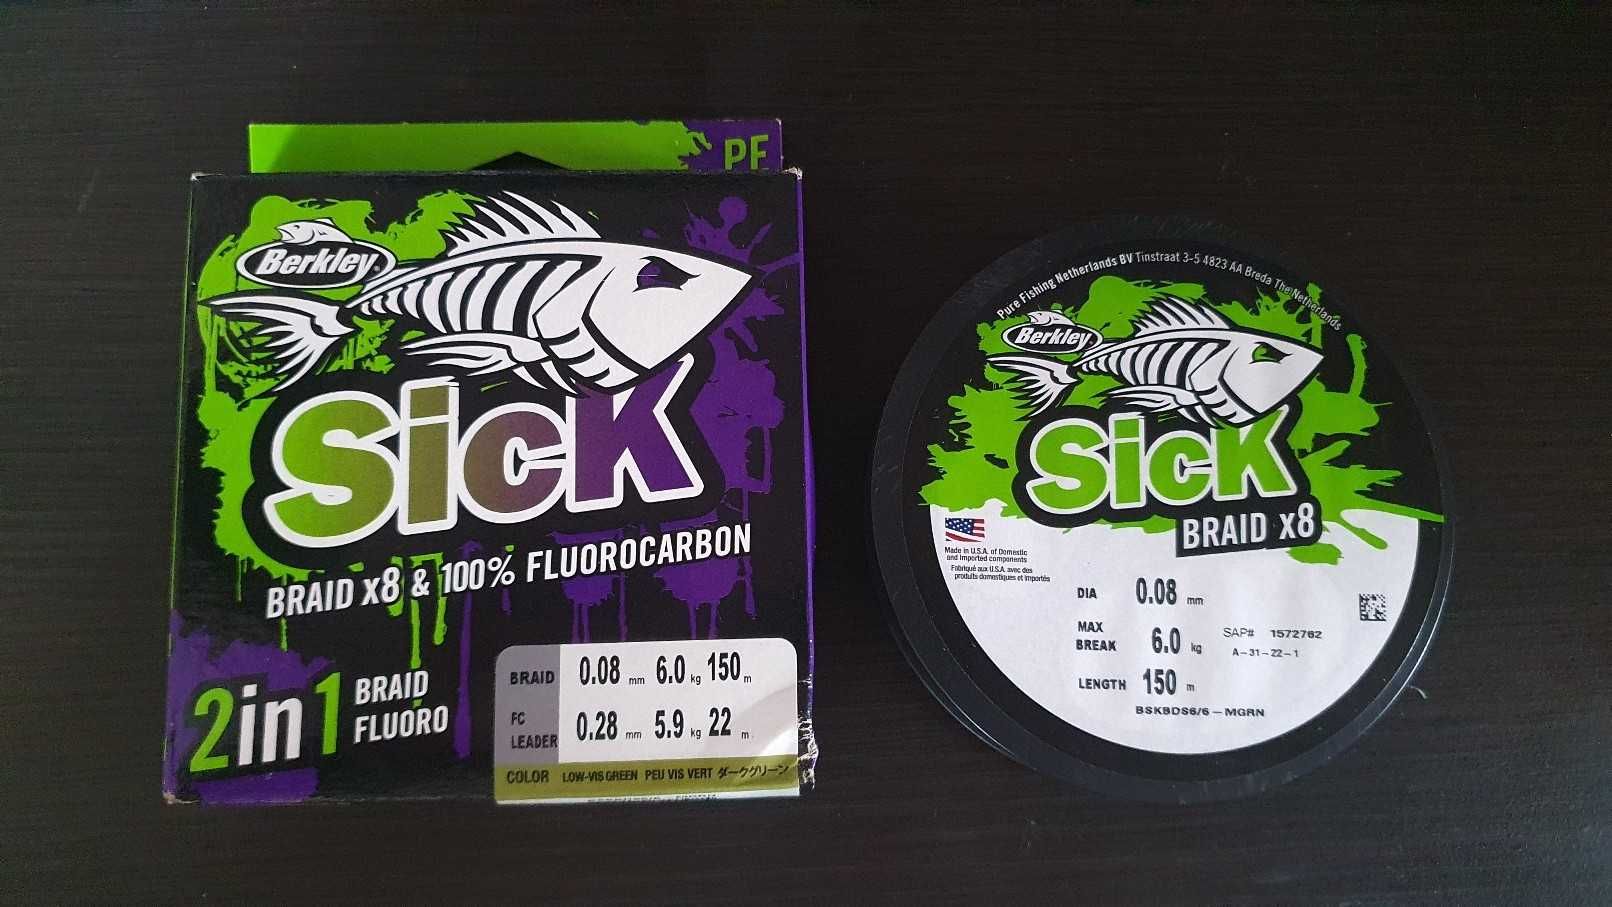 PE
Berkley®
Sick
BRAID x8 & 100% FLUOROCARBON
2in1 BRAID FLUORO
BRAID 0.08 mm 6.0 kg 150 m
FC LEADER 0.28 mm 5.9 kg 22 m
COLOR LOW-VIS GREEN PEU VIS VERT ダークグリーン
Pure Fishing Netherlands BV Tinstraat 3-5 4823 AA Breda The Netherlands
Berkley
Sick
BRAID x8
Made in U.S.A. of Domestic
and imported components
Fabriqué aux U.S.A. avec des
produits domestiques et importés
DIA 0.08 mm
MAX BREAK 6.0 kg
SAP# 1572762
A-31-22-1
LENGTH 150 m
BSKBDS6/6-MGRN